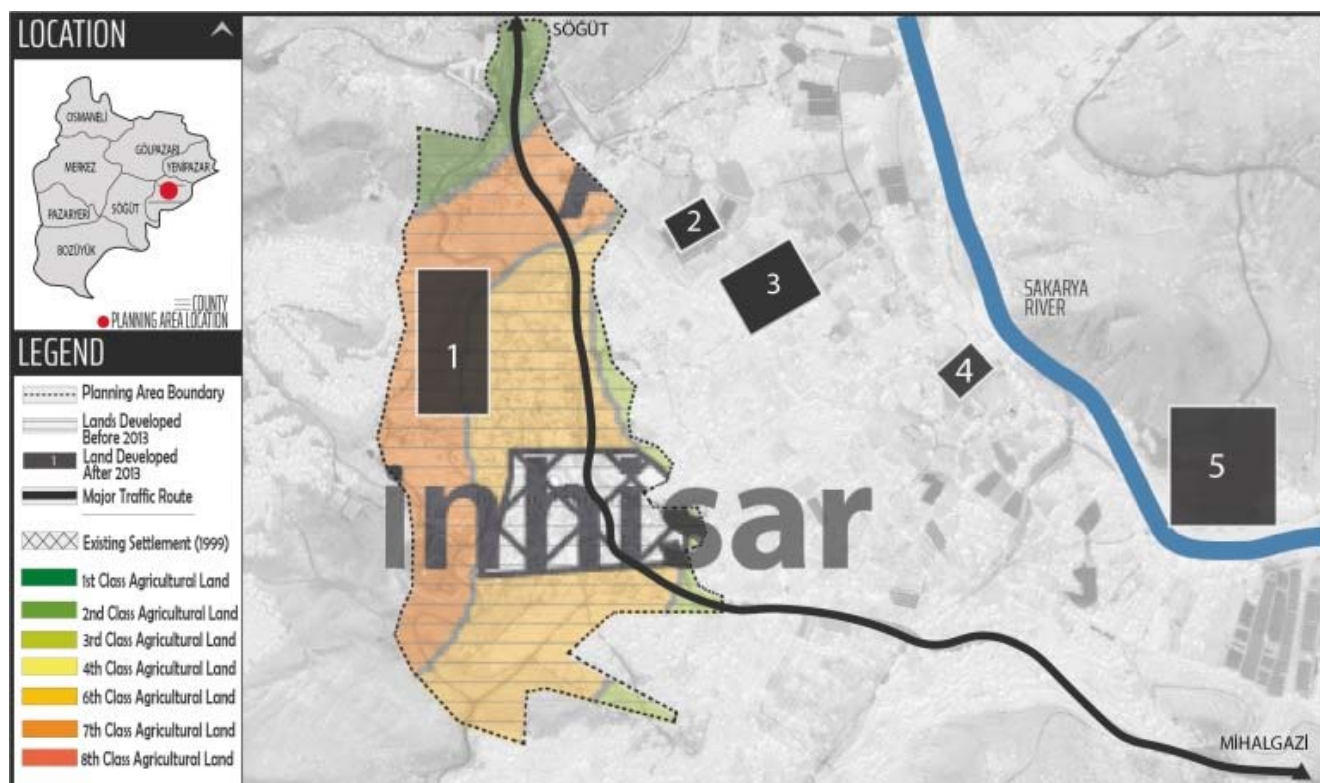 LOCATION
OSMANELİ
GÖLPAZARI
YENİPAZAR
MERKEZ
SÖĞÜT
PAZARYERİ
BOZÜYÜK
COUNTY
PLANNING AREA LOCATION
LEGEND
Planning Area Boundary
Lands Developed
Before 2013
1
Land Developed
After 2013
Major Traffic Route
Existing Settlement (1999)
1st Class Agricultural Land
2nd Class Agricultural Land
3rd Class Agricultural Land
4th Class Agricultural Land
6th Class Agricultural Land
7th Class Agricultural Land
8th Class Agricultural Land
SÖĞÜT
2
3
SAKARYA
RIVER
1
4
5
inhisar
MİHALGAZİ